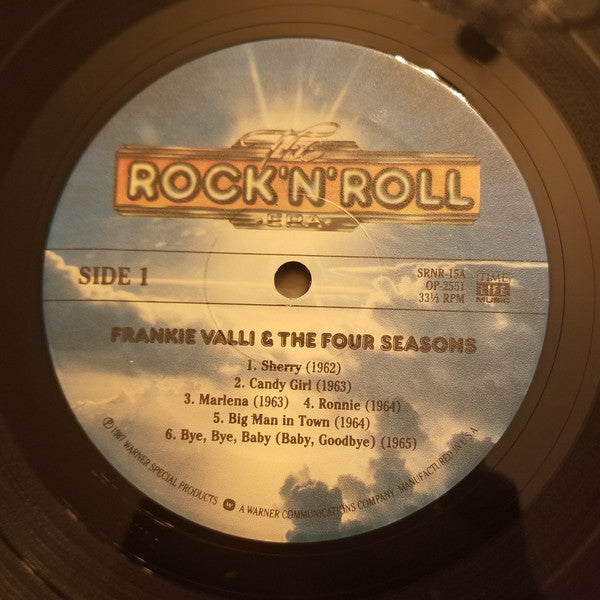 The
ROCK'N'ROLL
ERA
SIDE 1
SRNR-15A
OP-2551
33⅓ RPM
TIME
LIFE
MUSIC
FRANKIE VALLI & THE FOUR SEASONS
1. Sherry (1962)
2. Candy Girl (1963)
3. Marlena (1963) 4. Ronnie (1964)
5. Big Man in Town (1964)
6. Bye, Bye, Baby (Baby, Goodbye) (1965)
Ⓟ 1987 WARNER SPECIAL PRODUCTS A WARNER COMMUNICATIONS COMPANY. MANUFACTURED IN U.S.A.